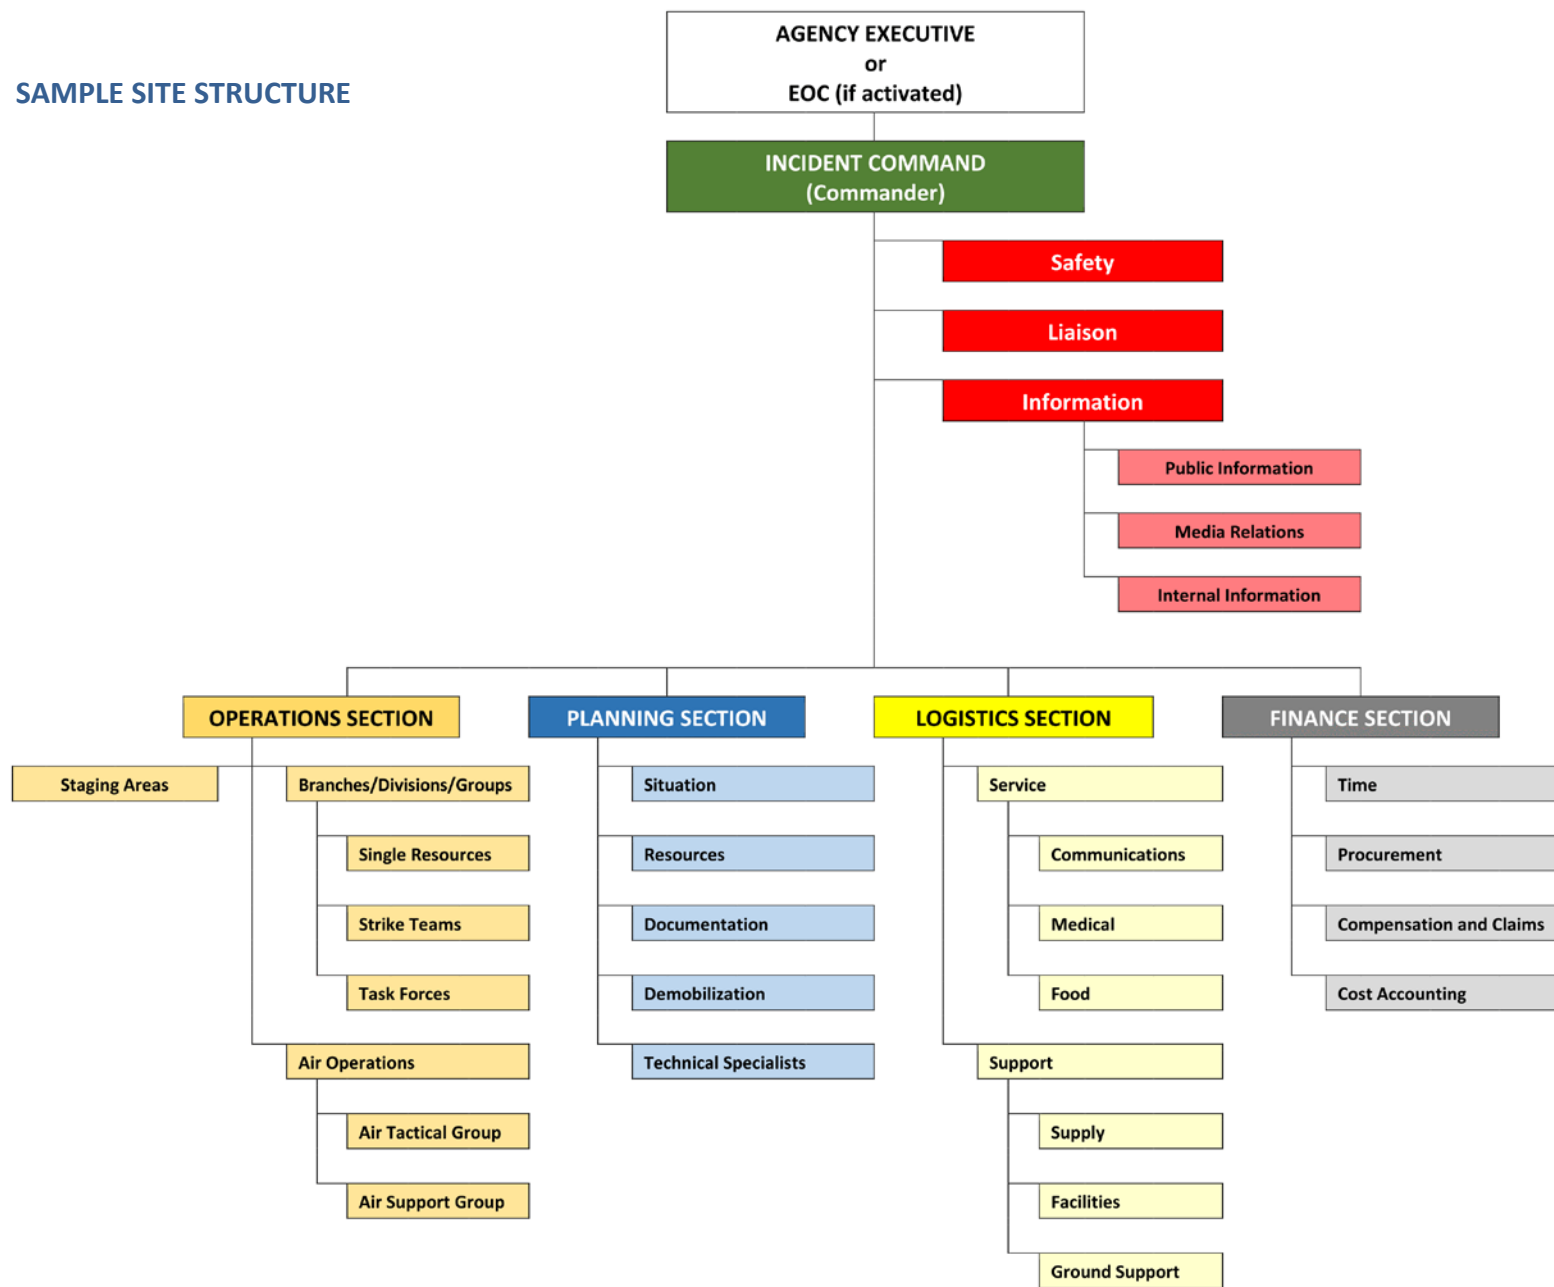 AGENCY EXECUTIVE
or
EOC (if activated)
SAMPLE SITE STRUCTURE
INCIDENT COMMAND
(Commander)
Safety
Liaison
Information
Public Information
Media Relations
Internal Information
OPERATIONS SECTION
Staging Areas
Branches/Divisions/Groups
Single Resources
Strike Teams
Task Forces
Air Operations
Air Tactical Group
Air Support Group
PLANNING SECTION
Situation
Resources
Documentation
Demobilization
Technical Specialists
LOGISTICS SECTION
Service
Communications
Medical
Food
Support
Supply
Facilities
Ground Support
FINANCE SECTION
Time
Procurement
Compensation and Claims
Cost Accounting